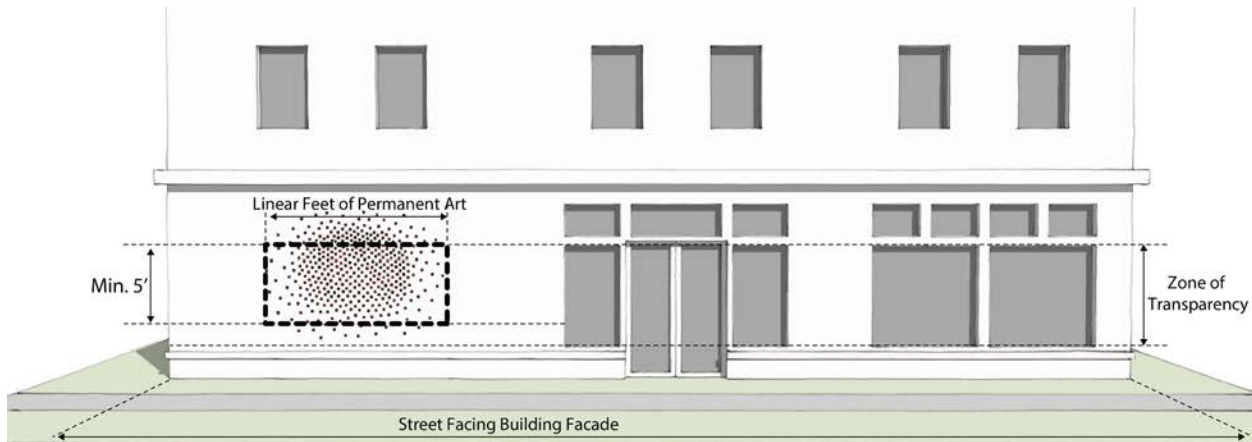 Linear Feet of Permanent Art
Min. 5'
Zone of
Transparency
Street Facing Building Facade